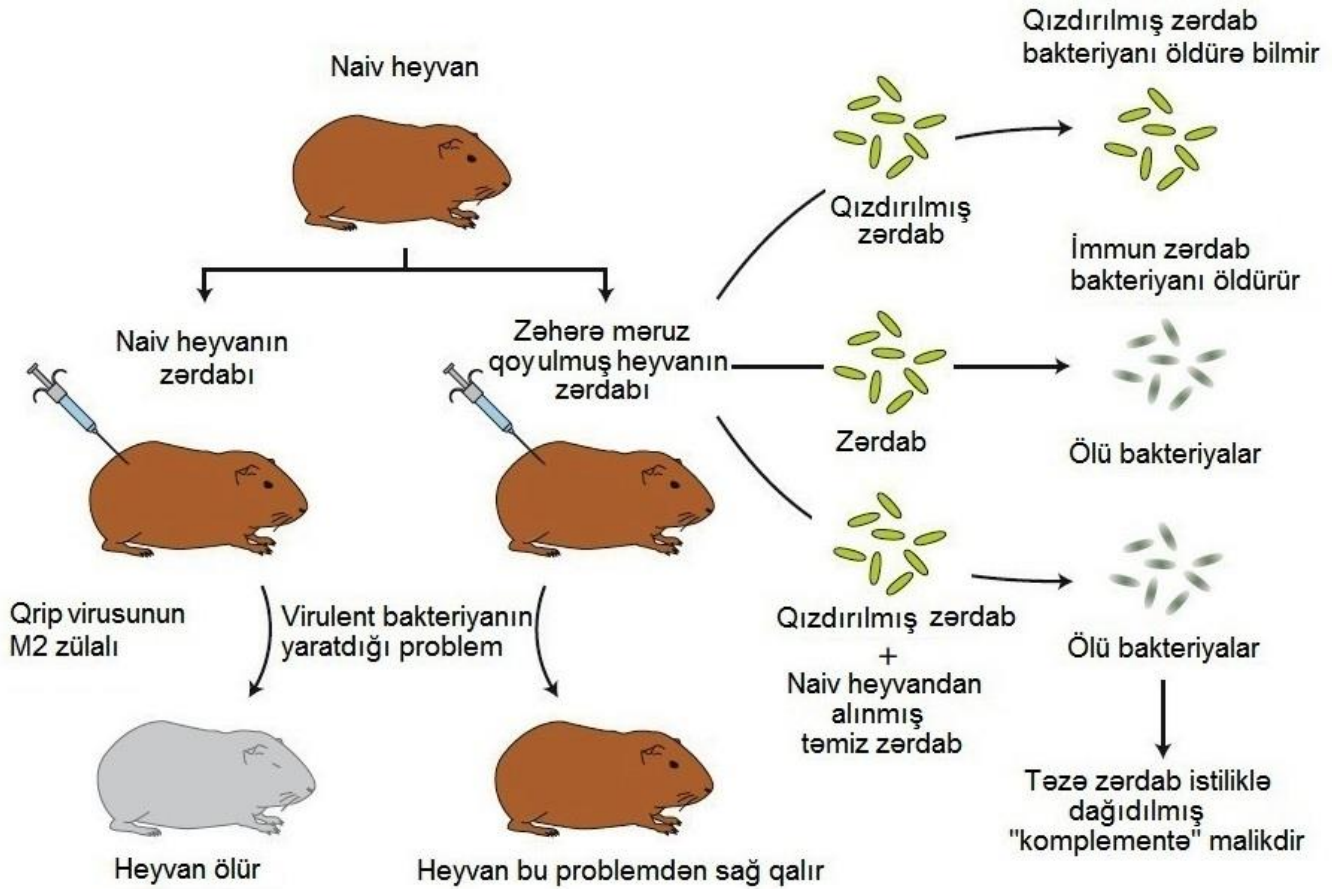 Naiv heyvan
Naiv heyvanın
zərdabı
Zəhərə məruz
qoyulmuş heyvanın
zərdabı
Qrip virusunun
M2 zülalı
Virulent bakteriyanın
yaratdığı problem
Heyvan ölür
Heyvan bu problemdən sağ qalır
Qızdırılmış
zərdab
Qızdırılmış zərdab
bakteriyanı öldürə bilmir
Zərdab
İmmun zərdab
bakteriyanı öldürür
Ölü bakteriyalar
Qızdırılmış zərdab
+
Naiv heyvandan
alınmış
təmiz zərdab
Ölü bakteriyalar
Təzə zərdab istiliklə
dağıdılmış
"komplementə" malikdir